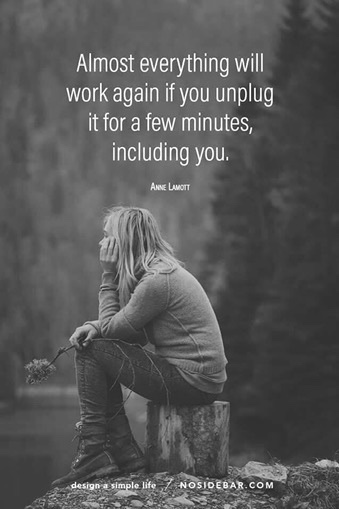 Almost everything will
work again if you unplug
it for a few minutes,
including you.
Anne Lamott
design a simple life / NOSIDEBAR.COM